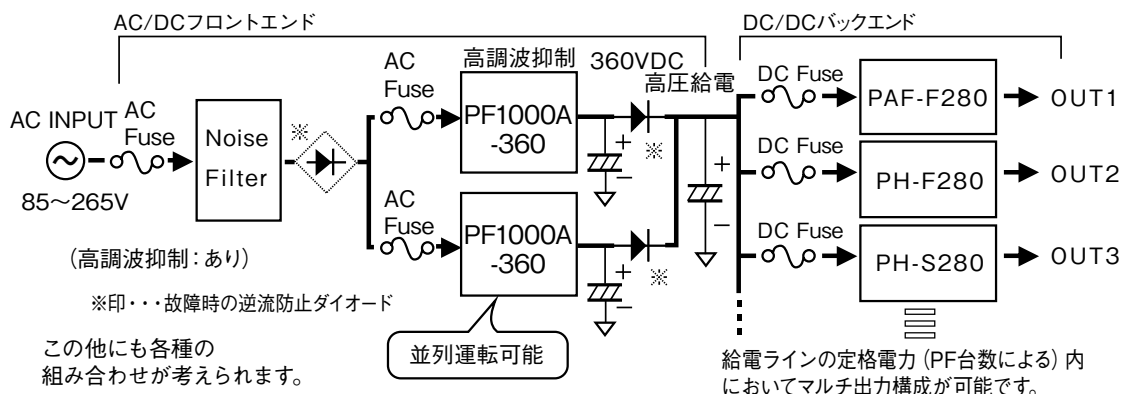 AC/DCフロントエンド
DC/DCバックエンド
AC INPUT
85～265V
AC
Fuse
Noise
Filter
※
AC
Fuse
高調波抑制
PF1000A
-360
360VDC
高圧給電
+
−
※
AC
Fuse
PF1000A
-360
+
−
※
+
−
DC Fuse
PAF-F280
OUT1
DC Fuse
PH-F280
OUT2
DC Fuse
PH-S280
OUT3
(高調波抑制：あり)
※印・・・故障時の逆流防止ダイオード
この他にも各種の
組み合わせが考えられます。
並列運転可能
給電ラインの定格電力 (PF台数による) 内
においてマルチ出力構成が可能です。